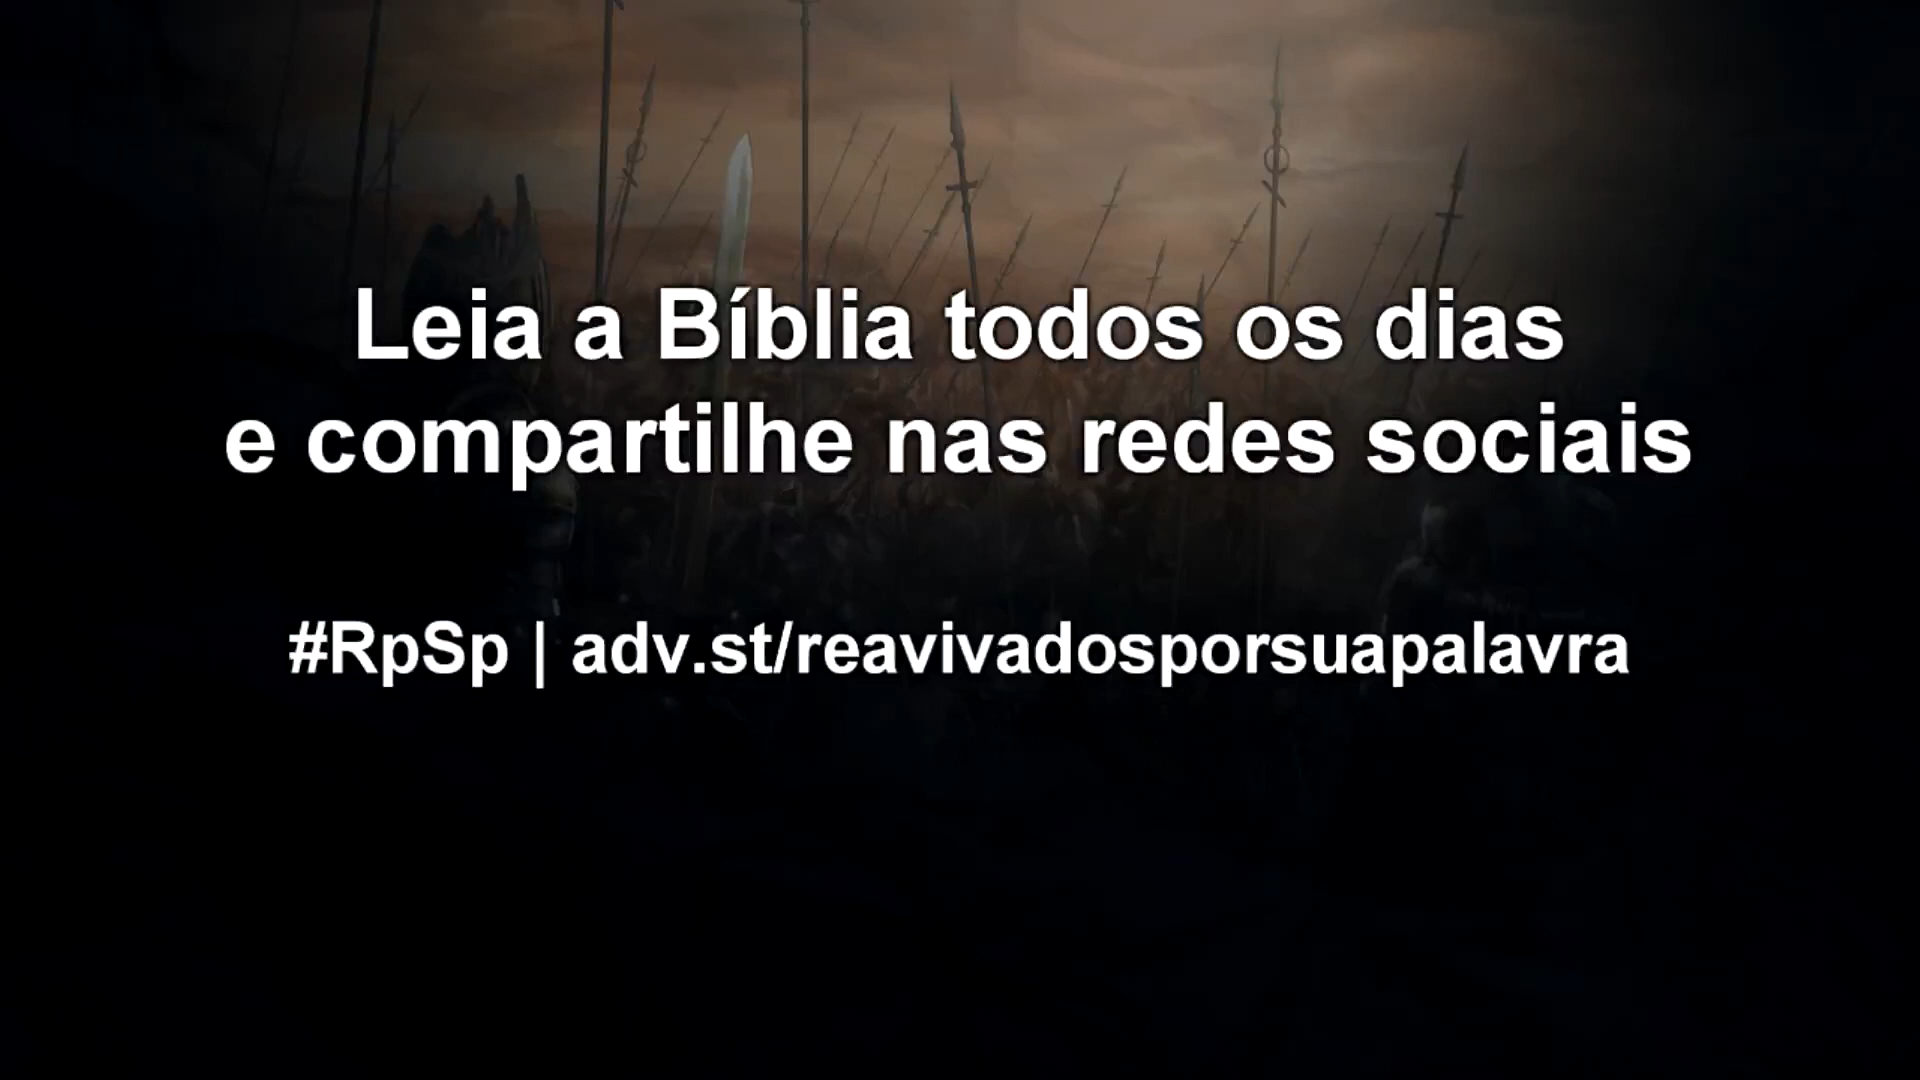 Leia a Bíblia todos os dias
e compartilhe nas redes sociais
#RpSp | adv.st/reavivadosporsuapalavra